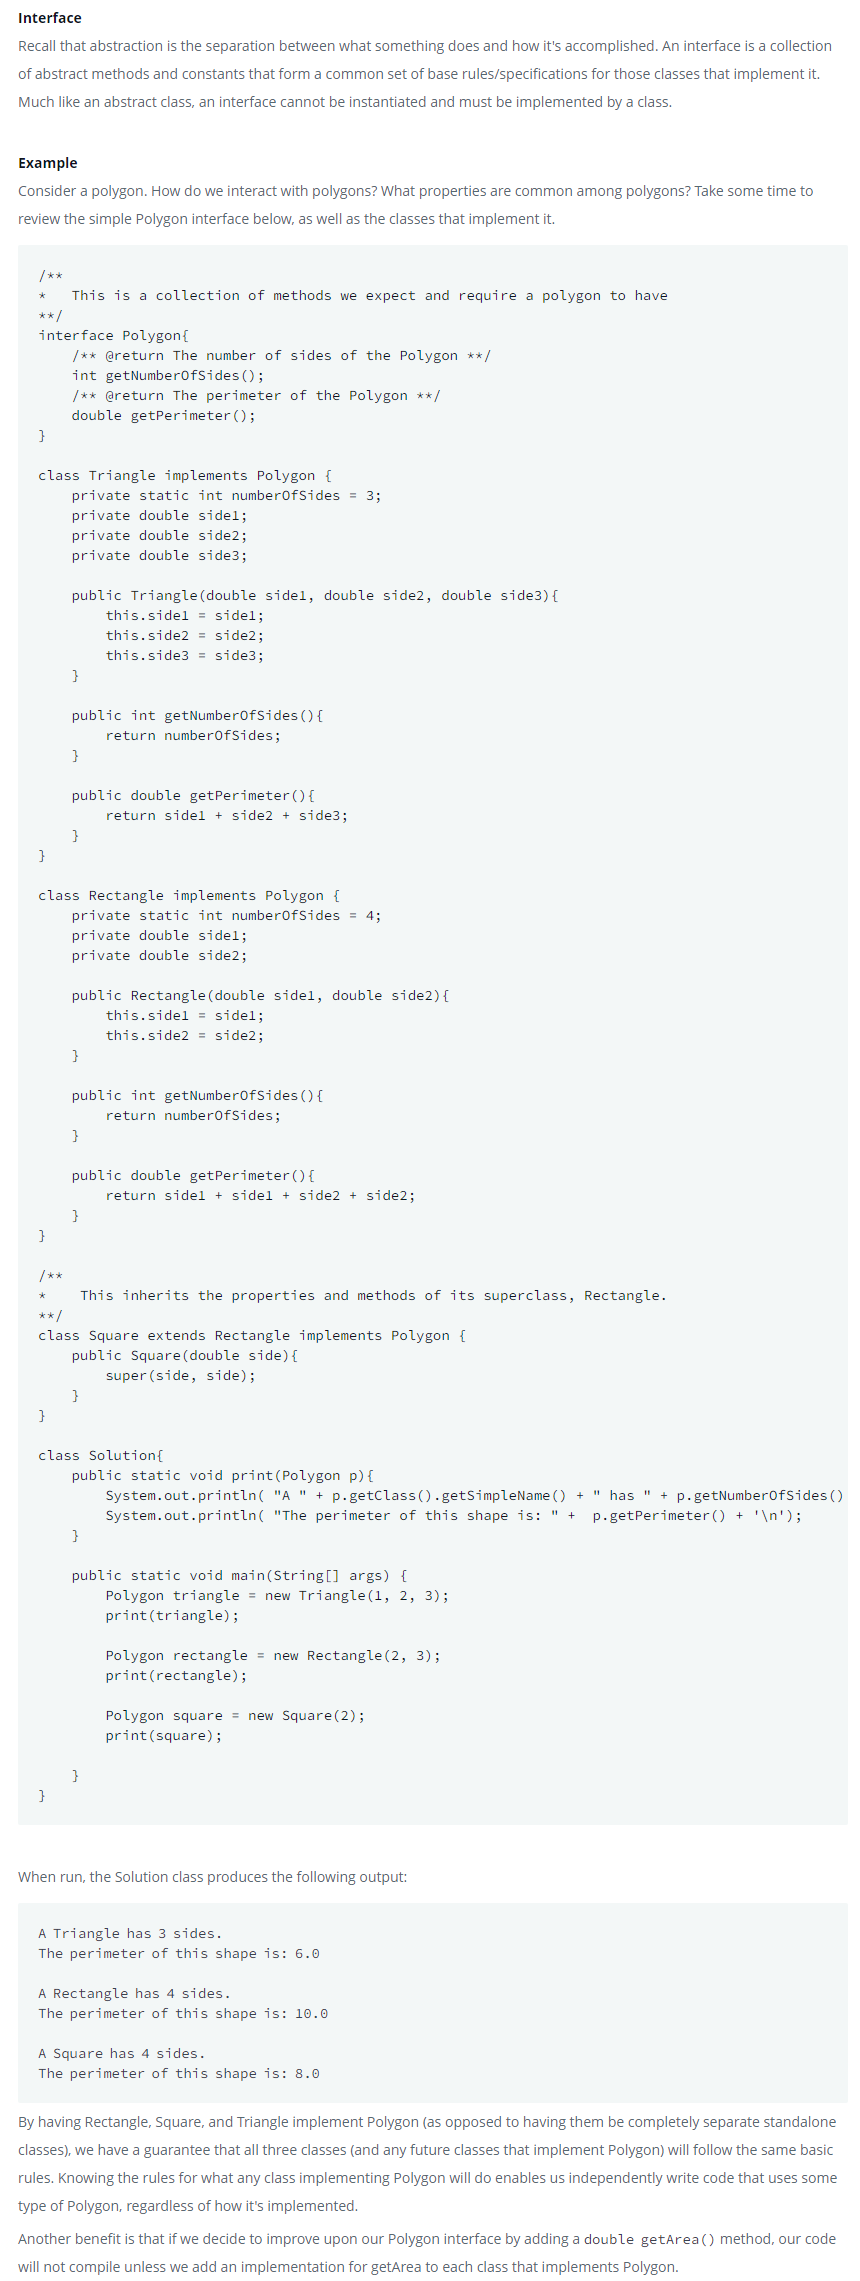 Interface
Recall that abstraction is the separation between what something does and how it's accomplished. An interface is a collection
of abstract methods and constants that form a common set of base rules/specifications for those classes that implement it.
Much like an abstract class, an interface cannot be instantiated and must be implemented by a class.
Example
Consider a polygon. How do we interact with polygons? What properties are common among polygons? Take some time to
review the simple Polygon interface below, as well as the classes that implement it.
/**
*   This is a collection of methods we expect and require a polygon to have
**/
interface Polygon{
    /** @return The number of sides of the Polygon **/
    int getNumberOfSides();
    /** @return The perimeter of the Polygon **/
    double getPerimeter();
}
class Triangle implements Polygon {
    private static int numberOfSides = 3;
    private double side1;
    private double side2;
    private double side3;
    public Triangle(double side1, double side2, double side3){
        this.side1 = side1;
        this.side2 = side2;
        this.side3 = side3;
    }
    public int getNumberOfSides(){
        return numberOfSides;
    }
    public double getPerimeter(){
        return side1 + side2 + side3;
    }
}
class Rectangle implements Polygon {
    private static int numberOfSides = 4;
    private double side1;
    private double side2;
    public Rectangle(double side1, double side2){
        this.side1 = side1;
        this.side2 = side2;
    }
    public int getNumberOfSides(){
        return numberOfSides;
    }
    public double getPerimeter(){
        return side1 + side1 + side2 + side2;
    }
}
/**
*    This inherits the properties and methods of its superclass, Rectangle.
**/
class Square extends Rectangle implements Polygon {
    public Square(double side){
        super(side, side);
    }
}
class Solution{
    public static void print(Polygon p){
        System.out.println( "A " + p.getClass().getSimpleName() + " has " + p.getNumberOfSides()
        System.out.println( "The perimeter of this shape is: " +  p.getPerimeter() + '\n');
    }
    public static void main(String[] args) {
        Polygon triangle = new Triangle(1, 2, 3);
        print(triangle);
        Polygon rectangle = new Rectangle(2, 3);
        print(rectangle);
        Polygon square = new Square(2);
        print(square);
    }
}
When run, the Solution class produces the following output:
A Triangle has 3 sides.
The perimeter of this shape is: 6.0
A Rectangle has 4 sides.
The perimeter of this shape is: 10.0
A Square has 4 sides.
The perimeter of this shape is: 8.0
By having Rectangle, Square, and Triangle implement Polygon (as opposed to having them be completely separate standalone
classes), we have a guarantee that all three classes (and any future classes that implement Polygon) will follow the same basic
rules. Knowing the rules for what any class implementing Polygon will do enables us independently write code that uses some
type of Polygon, regardless of how it's implemented.
Another benefit is that if we decide to improve upon our Polygon interface by adding a double getArea() method, our code
will not compile unless we add an implementation for getArea to each class that implements Polygon.